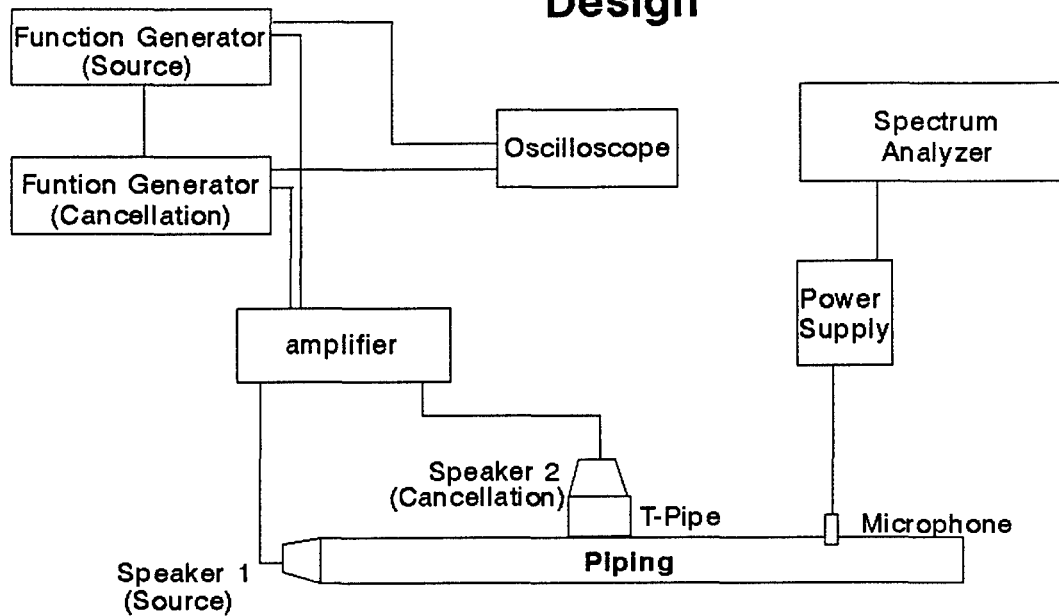 Design
Function Generator
(Source)
Funtion Generator
(Cancellation)
Oscilloscope
Spectrum
Analyzer
Power
Supply
amplifier
Speaker 2
(Cancellation)
T-Pipe
Microphone
Piping
Speaker 1
(Source)